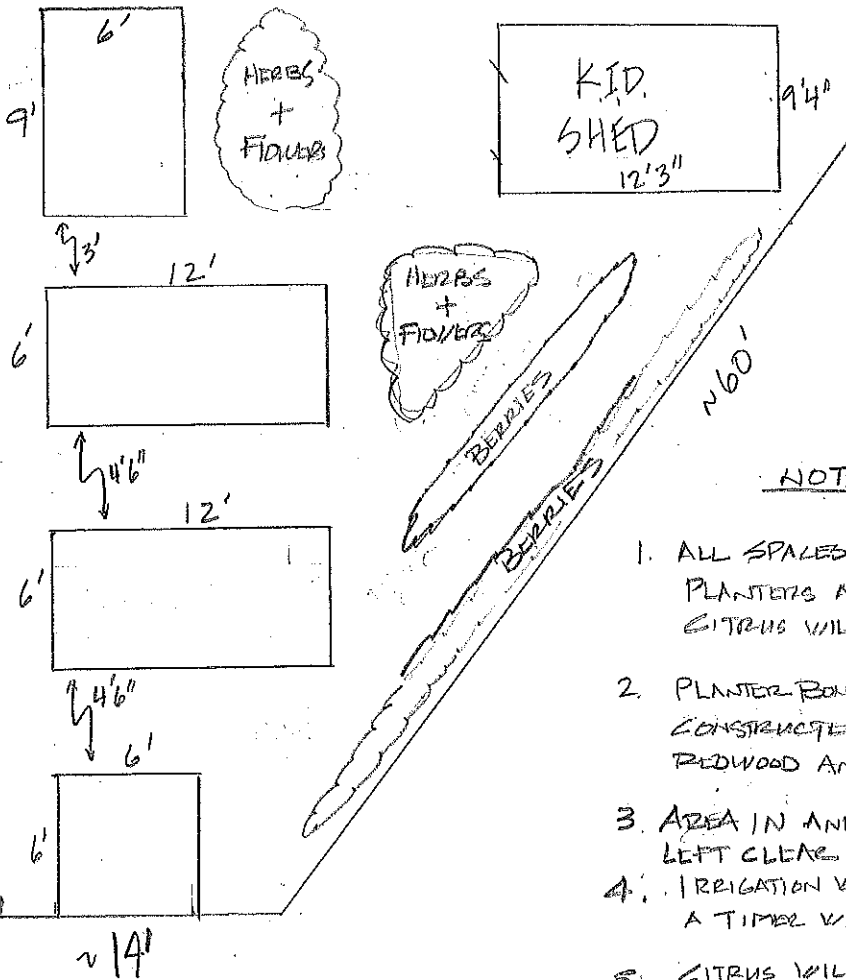 6'
9'
HERBS
+
FLOWERS
K.I.D.
SHED
12'3"
9'4"
3'
12'
6'
HERBS
+
FLOWERS
BERRIES
BERRIES
~60'
4'6"
12'
6'
4'6"
6'
6'
~14'
NOT
1. ALL SPACES
PLANTERS A
CITRUS WIL
2. PLANTER BO
CONSTRUCTE
REDWOOD AN
3. AREA IN AN
LEFT CLEAR
4. IRRIGATION W
A TIMER W
5. CITRUS WIL